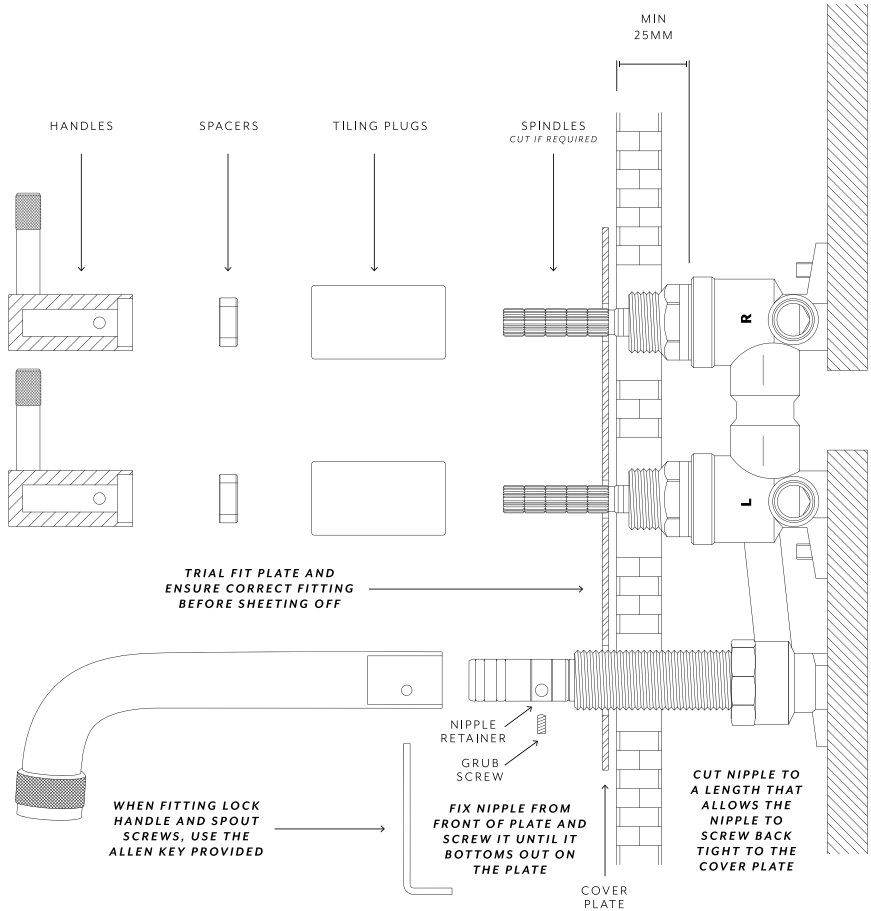 MIN
25MM
HANDLES
SPACERS
TILING PLUGS
SPINDLES
CUT IF REQUIRED
R
L
TRIAL FIT PLATE AND
ENSURE CORRECT FITTING
BEFORE SHEETING OFF
NIPPLE
RETAINER
GRUB
SCREW
WHEN FITTING LOCK
HANDLE AND SPOUT
SCREWS, USE THE
ALLEN KEY PROVIDED
FIX NIPPLE FROM
FRONT OF PLATE AND
SCREW IT UNTIL IT
BOTTOMS OUT ON
THE PLATE
CUT NIPPLE TO
A LENGTH THAT
ALLOWS THE
NIPPLE TO
SCREW BACK
TIGHT TO THE
COVER PLATE
COVER
PLATE